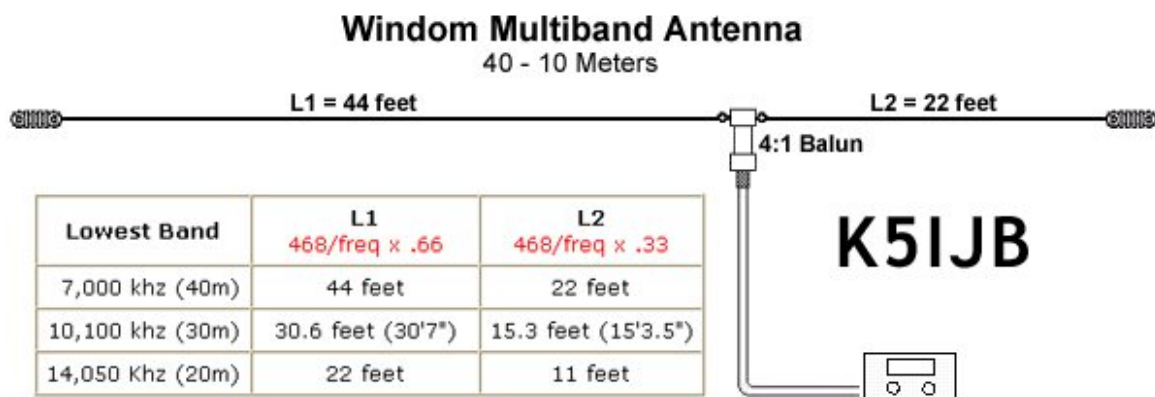 Windom Multiband Antenna
40 - 10 Meters
L1 = 44 feet
L2 = 22 feet
4:1 Balun
K5IJB
Lowest Band L1 L2
468/freq x .66 468/freq x .33
7,000 khz (40m) 44 feet 22 feet
10,100 khz (30m) 30.6 feet (30'7") 15.3 feet (15'3.5")
14,050 Khz (20m) 22 feet 11 feet